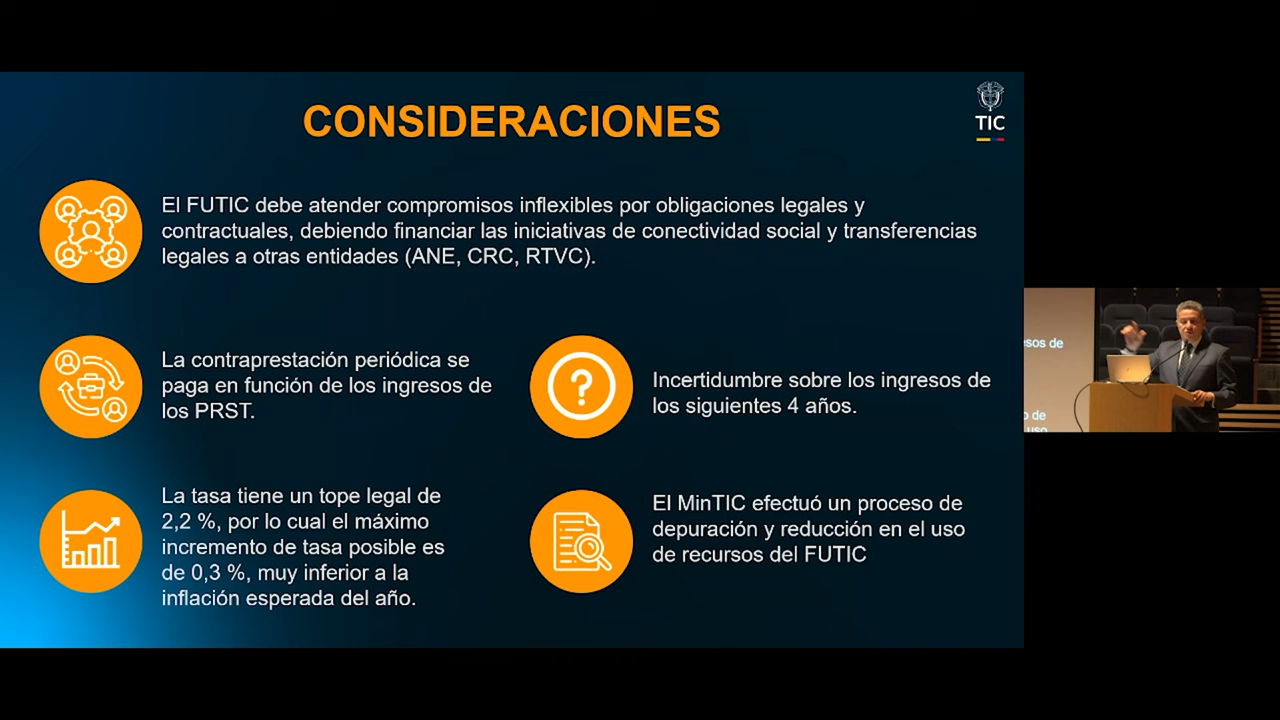 CONSIDERACIONES
TIC
El FUTIC debe atender compromisos inflexibles por obligaciones legales y
contractuales, debiendo financiar las iniciativas de conectividad social y transferencias
legales a otras entidades (ANE, CRC, RTVC).
La contraprestación periódica se
paga en función de los ingresos de
los PRST.
Incertidumbre sobre los ingresos de
los siguientes 4 años.
La tasa tiene un tope legal de
2,2 %, por lo cual el máximo
incremento de tasa posible es
de 0,3 %, muy inferior a la
inflación esperada del año.
El MinTIC efectuó un proceso de
depuración y reducción en el uso
de recursos del FUTIC
esos de
o de
uso